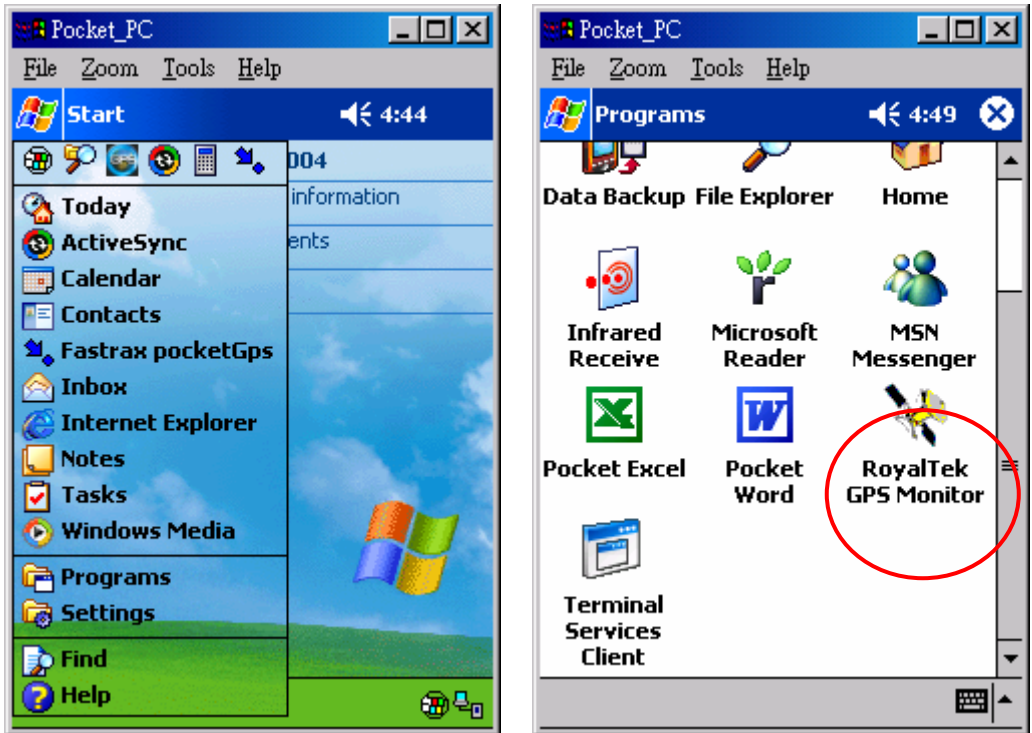 Pocket_PC
File Zoom Tools Help
Start 4:44
004
information
Today
ActiveSync
ents
Calendar
Contacts
Fastrax pocketGps
Inbox
Internet Explorer
Notes
Tasks
Windows Media
Programs
Settings
Find
Help
Pocket_PC
File Zoom Tools Help
Programs 4:49
Data Backup File Explorer Home
Infrared Microsoft MSN
Receive Reader Messenger
Pocket Excel Pocket RoyalTek
Word GPS Monitor
Terminal
Services
Client